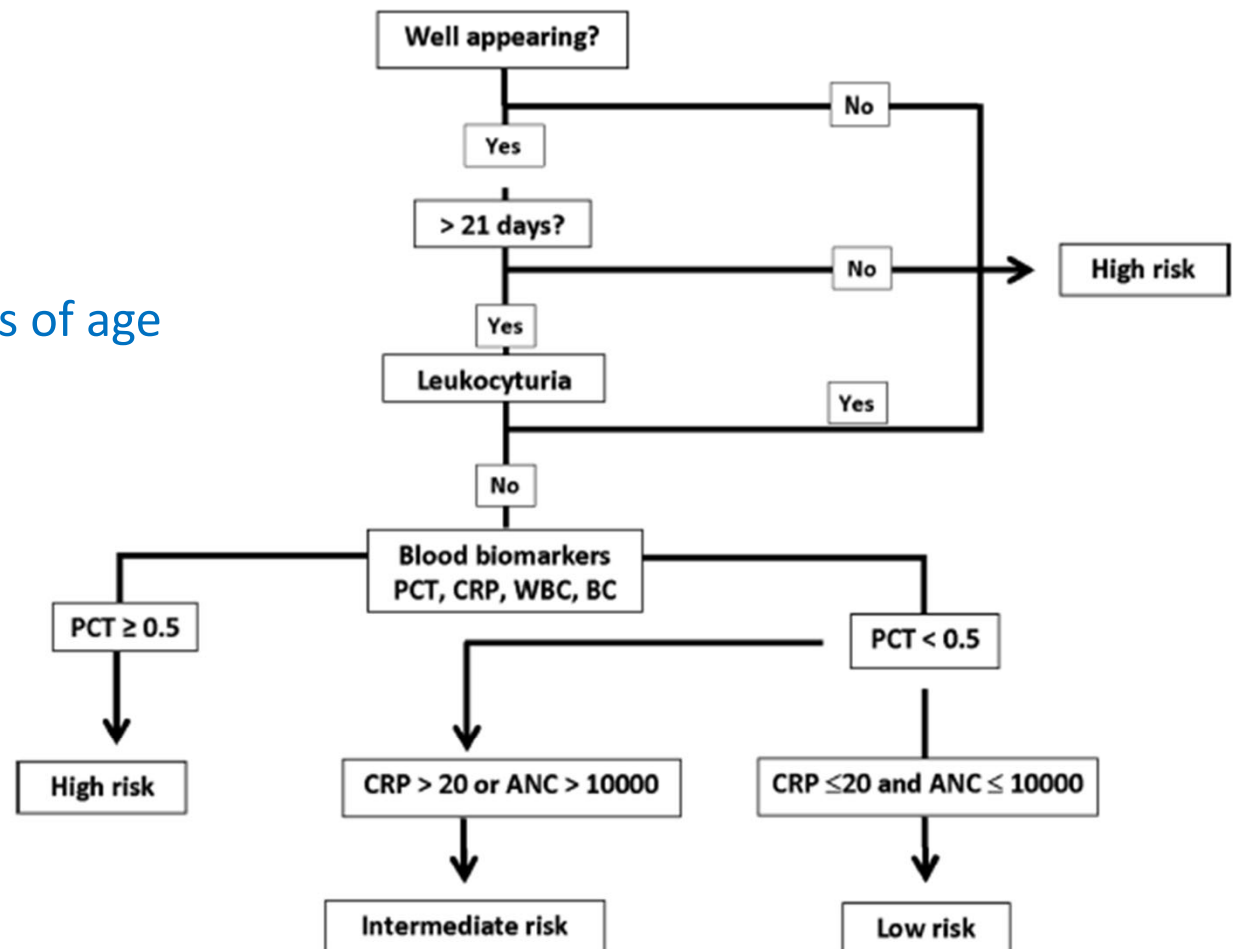 Well appearing?
No
Yes
> 21 days?
No
High risk
s of age
Yes
Leukocyturia
Yes
No
Blood biomarkers
PCT, CRP, WBC, BC
PCT ≥ 0.5
PCT < 0.5
High risk
CRP > 20 or ANC > 10000
CRP ≤20 and ANC ≤ 10000
Intermediate risk
Low risk